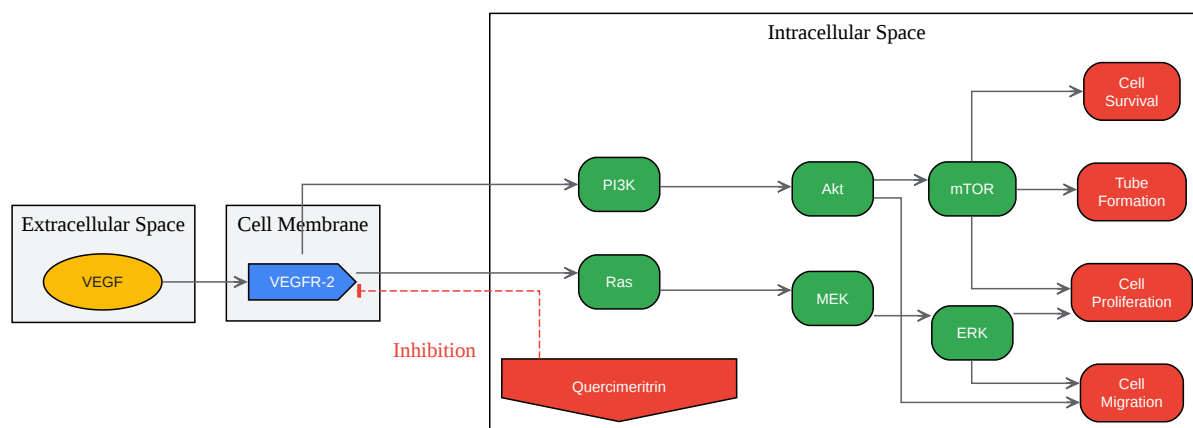 Intracellular Space
Cell
Survival
PI3K
Akt
mTOR
Tube
Formation
Extracellular Space
Cell Membrane
VEGF
VEGFR-2
Ras
MEK
Cell
Proliferation
ERK
Inhibition
Quercimeritrin
Cell
Migration